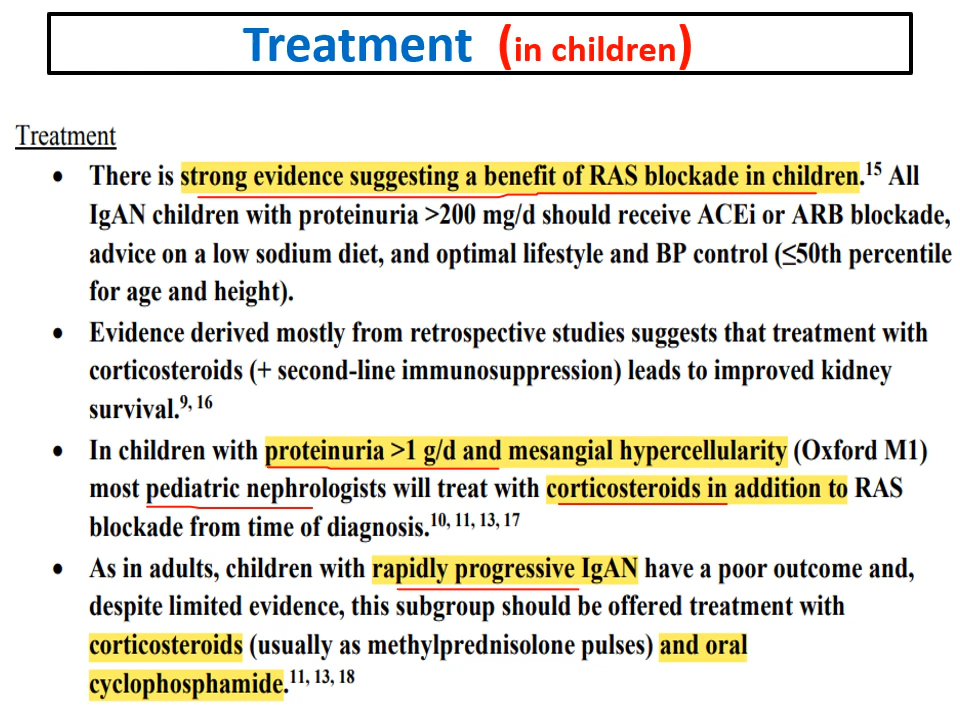 Treatment (in children)
Treatment
• There is strong evidence suggesting a benefit of RAS blockade in children.15 All
IgAN children with proteinuria >200 mg/d should receive ACEi or ARB blockade,
advice on a low sodium diet, and optimal lifestyle and BP control (≤50th percentile
for age and height).
• Evidence derived mostly from retrospective studies suggests that treatment with
corticosteroids (+ second-line immunosuppression) leads to improved kidney
survival.9, 16
• In children with proteinuria >1 g/d and mesangial hypercellularity (Oxford M1)
most pediatric nephrologists will treat with corticosteroids in addition to RAS
blockade from time of diagnosis.10, 11, 13, 17
• As in adults, children with rapidly progressive IgAN have a poor outcome and,
despite limited evidence, this subgroup should be offered treatment with
corticosteroids (usually as methylprednisolone pulses) and oral
cyclophosphamide.11, 13, 18